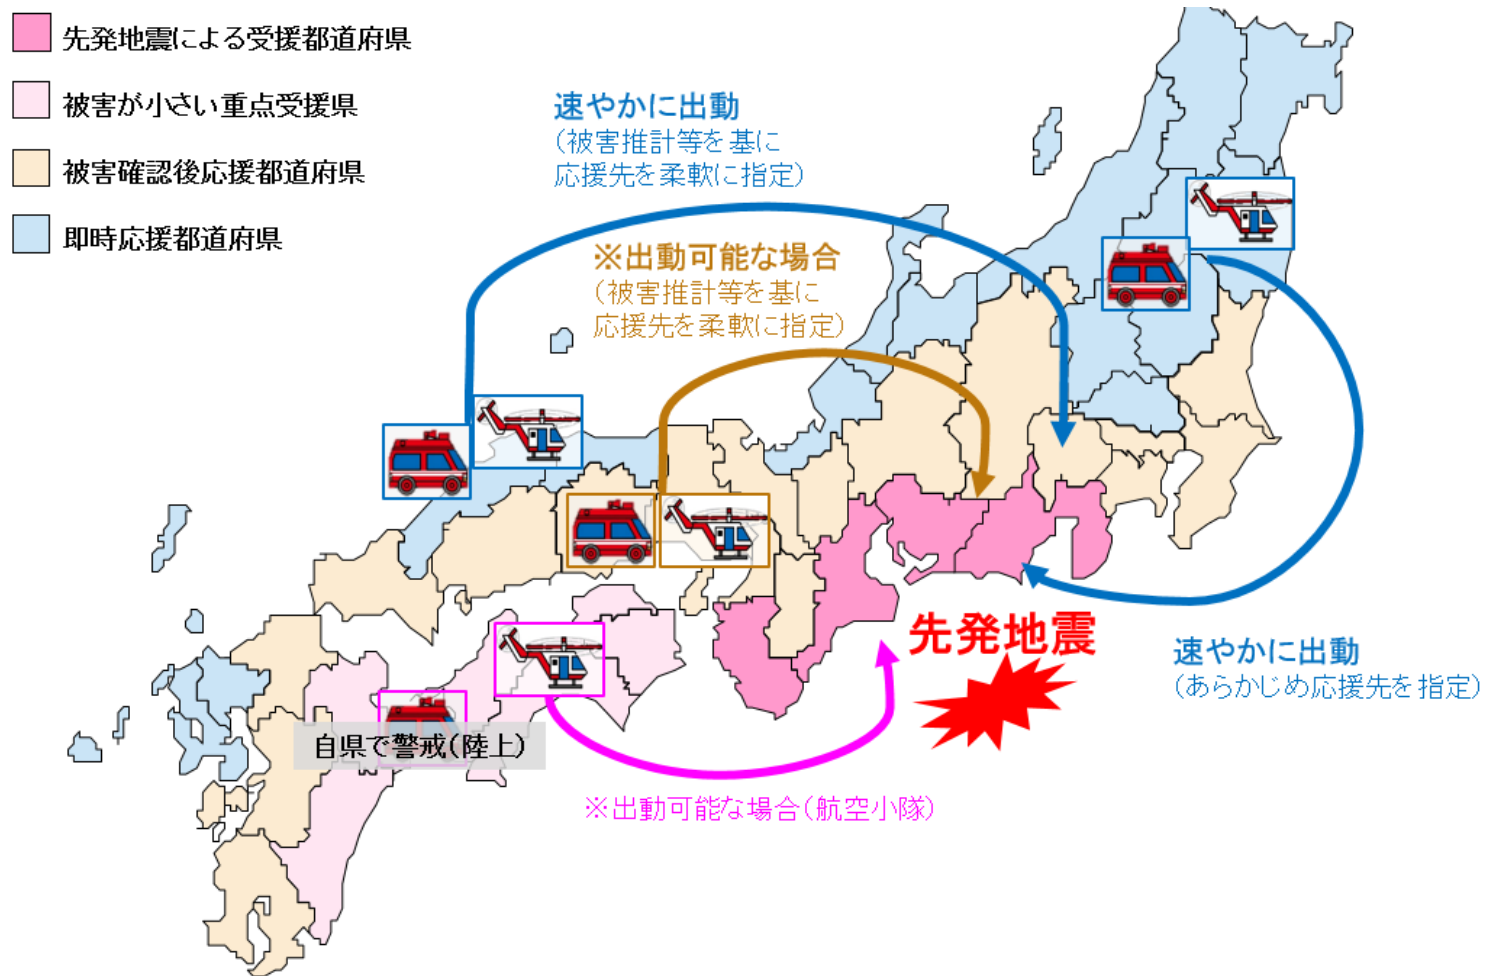 先発地震による受援都道府県
被害が小さい重点受援県
被害確認後応援都道府県
即時応援都道府県
速やかに出動
(被害推計等を基に
応援先を柔軟に指定)
※出動可能な場合
(被害推計等を基に
応援先を柔軟に指定)
先発地震
速やかに出動
(あらかじめ応援先を指定)
自県で警戒(陸上)
※出動可能な場合(航空小隊)